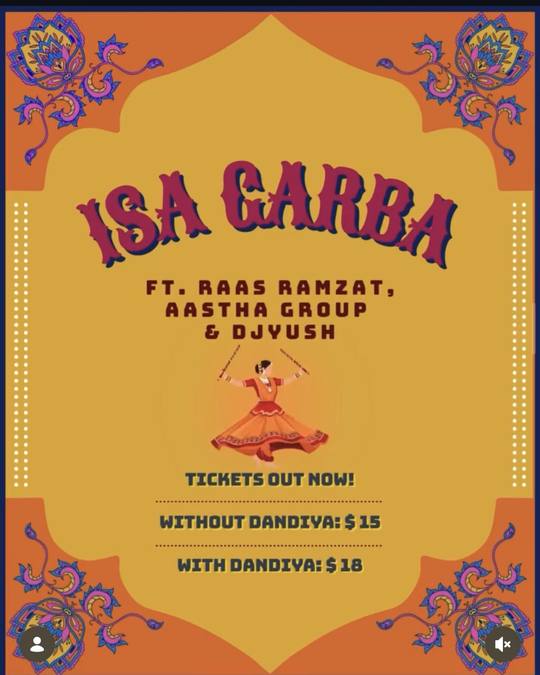 ISA GARBA
FT. RAAS RAMZAT,
AASTHA GROUP
& DJYUSH
TICKETS OUT NOW!
WITHOUT DANDIYA: $15
WITH DANDIYA: $18